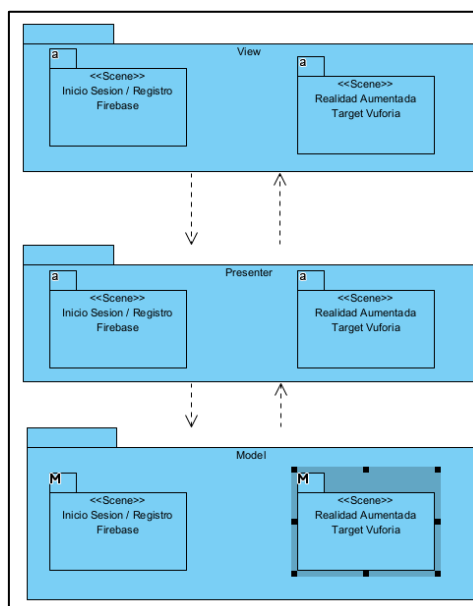 View
a
<<Scene>>
Inicio Sesion / Registro
Firebase
a
<<Scene>>
Realidad Aumentada
Target Vuforia
Presenter
a
<<Scene>>
Inicio Sesion / Registro
Firebase
a
<<Scene>>
Realidad Aumentada
Target Vuforia
Model
M
<<Scene>>
Inicio Sesion / Registro
Firebase
M
<<Scene>>
Realidad Aumentada
Target Vuforia